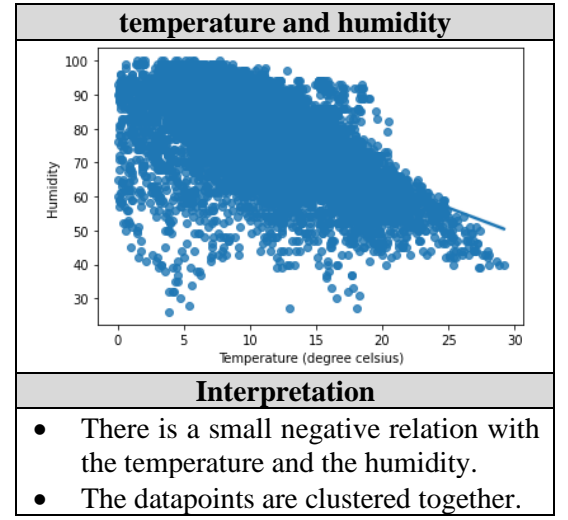 temperature and humidity
100
90
80
70
60
50
40
30
Humidity
0 5 10 15 20 25 30
Temperature (degree celsius)
Interpretation
• There is a small negative relation with
the temperature and the humidity.
• The datapoints are clustered together.